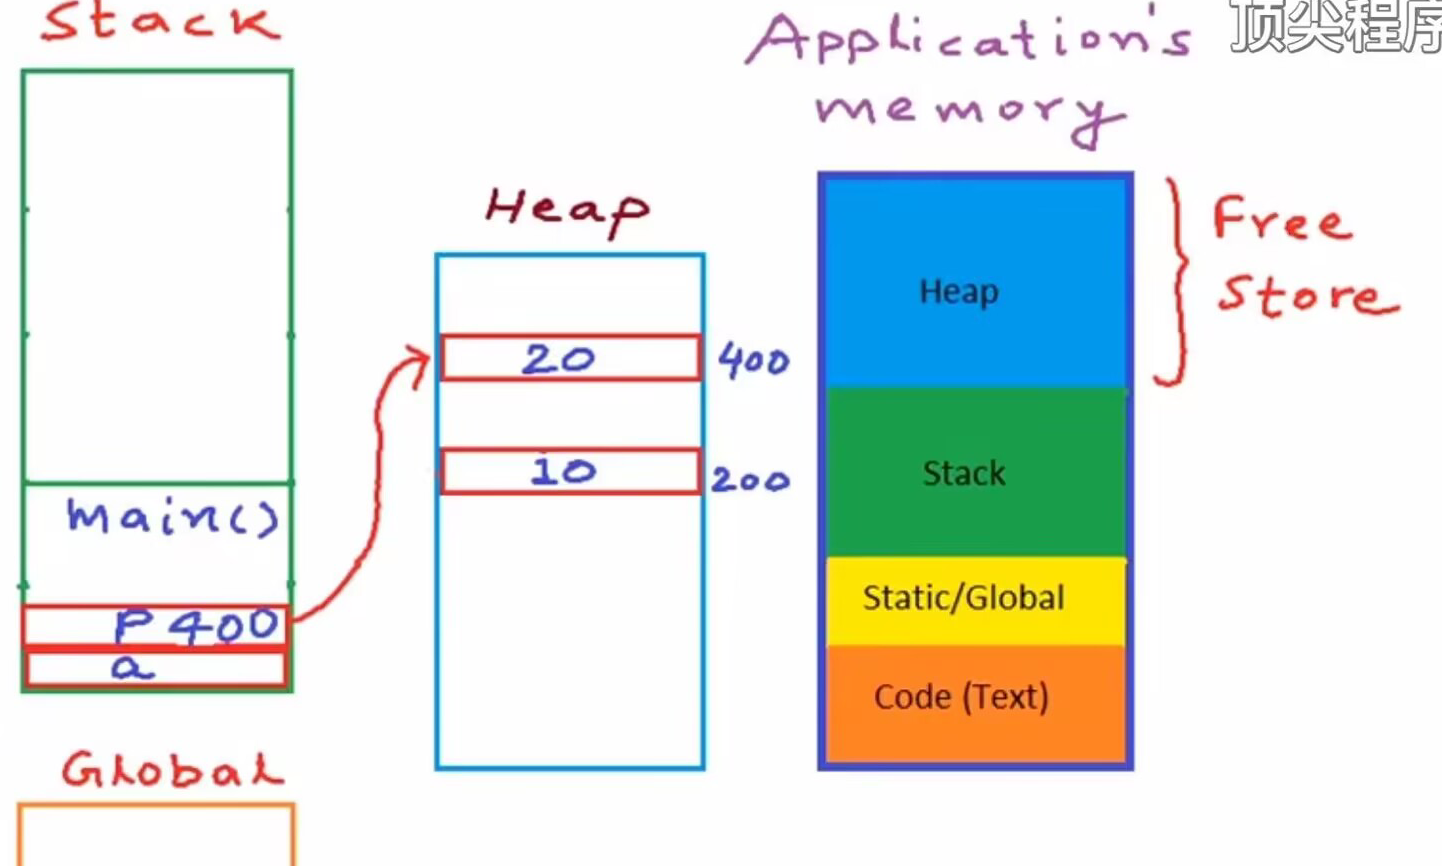 Stack
Application's
memory
顶尖程序
Heap
Free
Store
Heap
20 400
10 200
Stack
main()
P 400
a
Static/Global
Code (Text)
Global